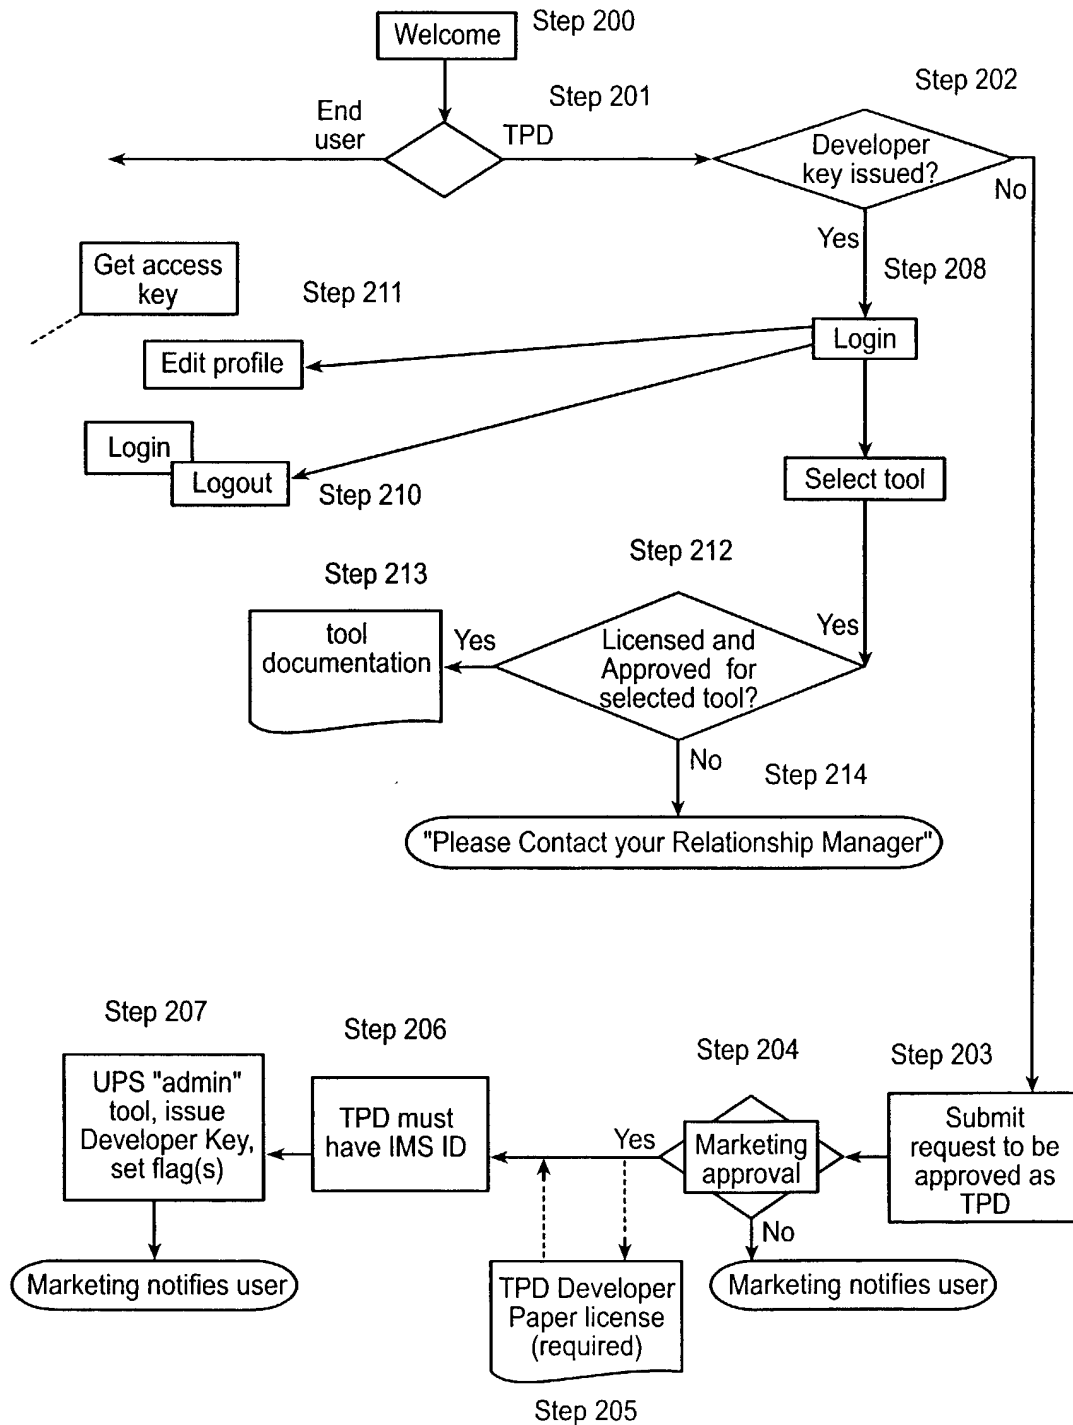 Welcome
Step 200
Step 201
Step 202
End
user
TPD
Developer
key issued?
No
Yes
Step 208
Get access
key
Step 211
Login
Edit profile
Login
Logout
Step 210
Select tool
Step 212
Step 213
tool
documentation
Yes
Licensed and
Approved for
selected tool?
Yes
No
Step 214
"Please Contact your Relationship Manager"
Step 207
Step 206
Step 204
Step 203
UPS "admin"
tool, issue
Developer Key,
set flag(s)
TPD must
have IMS ID
Yes
Marketing
approval
Submit
request to be
approved as
TPD
No
Marketing notifies user
TPD Developer
Paper license
(required)
Marketing notifies user
Step 205